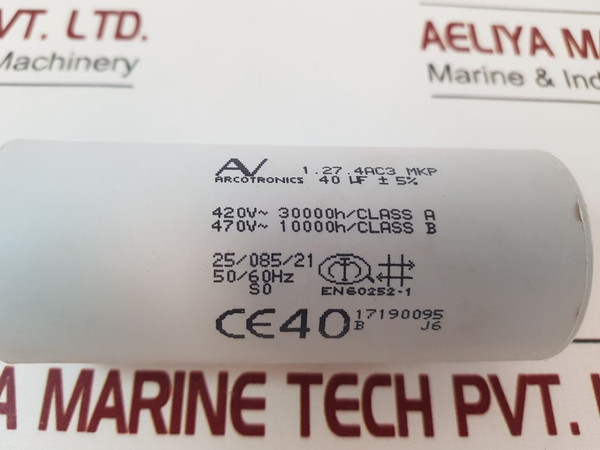 VT. LTD.
Machinery
AELIYA MA
Marine & Ind
AV 1.27.4AC3 MKP
ARCOTRONICS 40 µF ± 5%
420V~ 30000h/CLASS A
470V~ 10000h/CLASS B
25/085/21
50/60Hz
S0 EN60252-1
CE40 17190095
B J6
A MARINE TECH PVT.